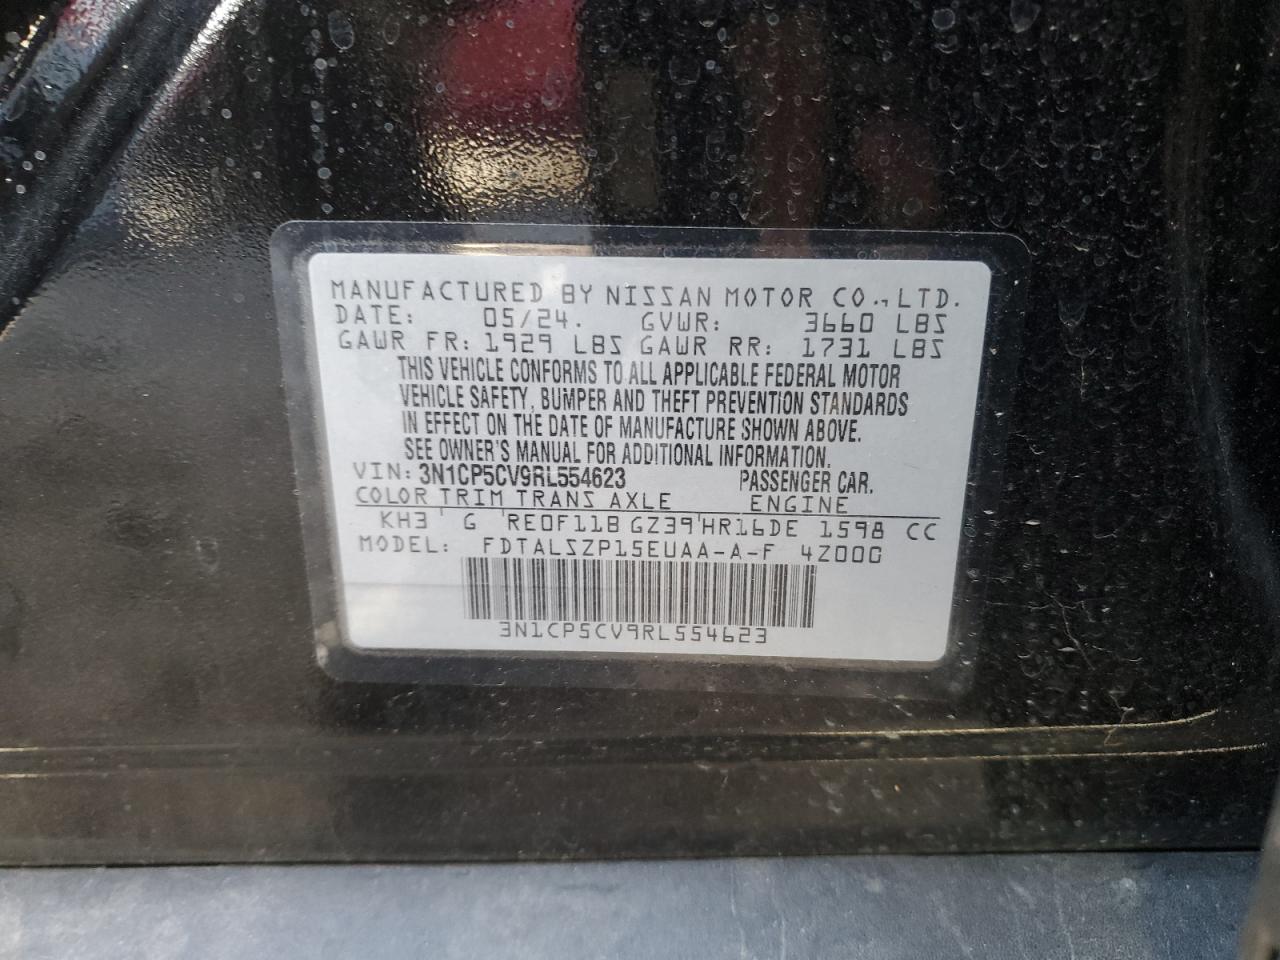 MANUFACTURED BY NISSAN MOTOR CO.,LTD.
DATE: 05/24. GVWR: 3660 LBS
GAWR FR: 1929 LBS GAWR RR: 1731 LBS
THIS VEHICLE CONFORMS TO ALL APPLICABLE FEDERAL MOTOR
VEHICLE SAFETY, BUMPER AND THEFT PREVENTION STANDARDS
IN EFFECT ON THE DATE OF MANUFACTURE SHOWN ABOVE.
SEE OWNER'S MANUAL FOR ADDITIONAL INFORMATION.
VIN: 3N1CP5CV9RL554623 PASSENGER CAR.
COLOR TRIM TRANS AXLE ENGINE
KH3 G RE0F11B GZ39 HR16DE 1598 CC
MODEL: FDTALSZP15EUAA-A-F 4Z00G
3N1CP5CV9RL554623